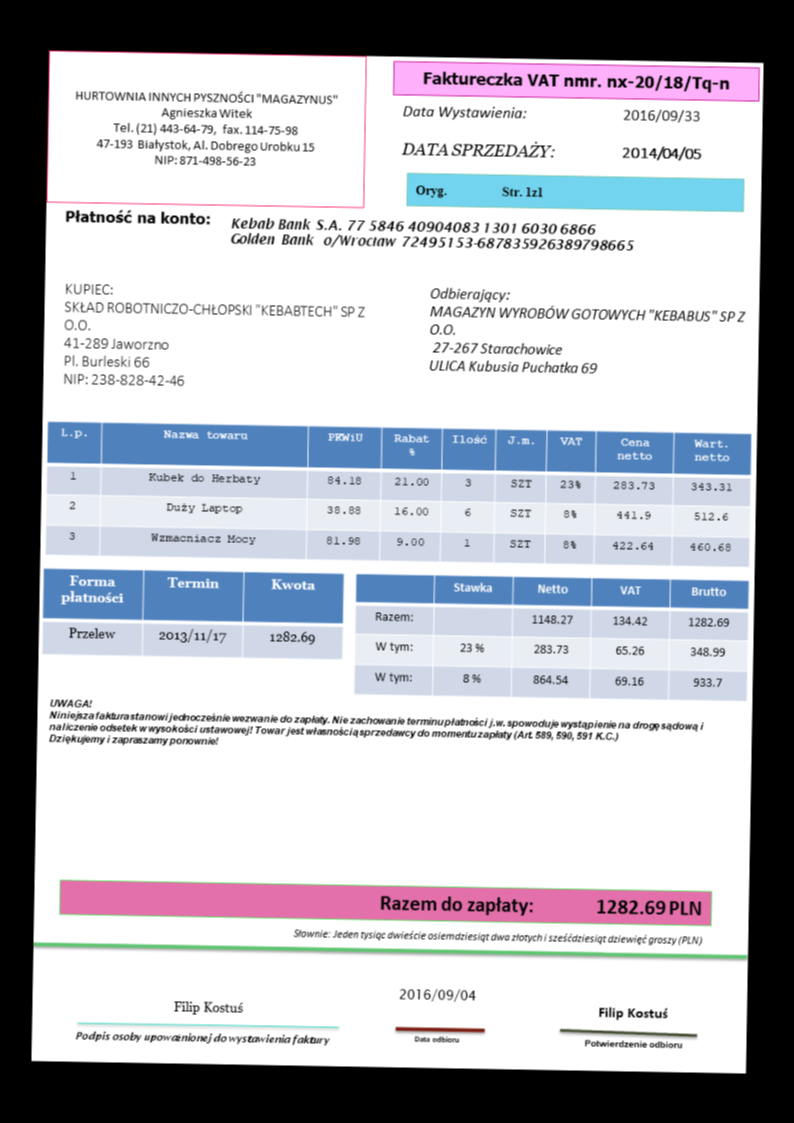 HURTOWNIA INNYCH PYSZNOŚCI "MAGAZYNUS"
Agnieszka Witek
Tel. (21) 443-64-79, fax. 114-75-98
47-193 Białystok, Al. Dobrego Urobku 15
NIP: 871-498-56-23
Faktureczka VAT nmr. nx-20/18/Tq-n
Data Wystawienia: 2016/09/33
DATA SPRZEDAŻY: 2014/04/05
Oryg. Str. 1z1
Płatność na konto: Kebab Bank S.A. 77 5846 40904083 1301 6030 6866
Golden Bank o/Wrocław 72495153-687835926389798665
KUPIEC:
SKŁAD ROBOTNICZO-CHŁOPSKI "KEBABTECH" SP Z
O.O.
41-289 Jaworzno
Pl. Burleski 66
NIP: 238-828-42-46
Odbierający:
MAGAZYN WYROBÓW GOTOWYCH "KEBABUS" SP Z
O.O.
27-267 Starachowice
ULICA Kubusia Puchatka 69
L.p. Nazwa towaru PKWiU Rabat % Ilość J.m. VAT Cena netto Wart. netto
1 Kubek do Herbaty 84.18 21.00 3 SZT 23% 283.73 343.31
2 Duży Laptop 38.88 16.00 6 SZT 8% 441.9 512.6
3 Wzmacniacz Mocy 81.98 9.00 1 SZT 8% 422.64 460.68
Forma płatności Termin Kwota
Przelew 2013/11/17 1282.69
Stawka Netto VAT Brutto
Razem: 1148.27 134.42 1282.69
W tym: 23 % 283.73 65.26 348.99
W tym: 8 % 864.54 69.16 933.7
UWAGA!
Niniejsza faktura stanowi jednocześnie wezwanie do zapłaty. Nie zachowanie terminu płatności j.w. spowoduje wystąpienie na drogę sądową i
naliczenie odsetek w wysokości ustawowej! Towar jest własnością sprzedawcy do momentu zapłaty (Art. 589, 590, 591 K.C.)
Dziękujemy i zapraszamy ponownie!
Razem do zapłaty: 1282.69 PLN
Słownie: Jeden tysiąc dwieście osiemdziesiąt dwa złotych i sześćdziesiąt dziewięć groszy (PLN)
Filip Kostuś
Podpis osoby upoważnionej do wystawienia faktury
2016/09/04
Data odbioru
Filip Kostuś
Potwierdzenie odbioru